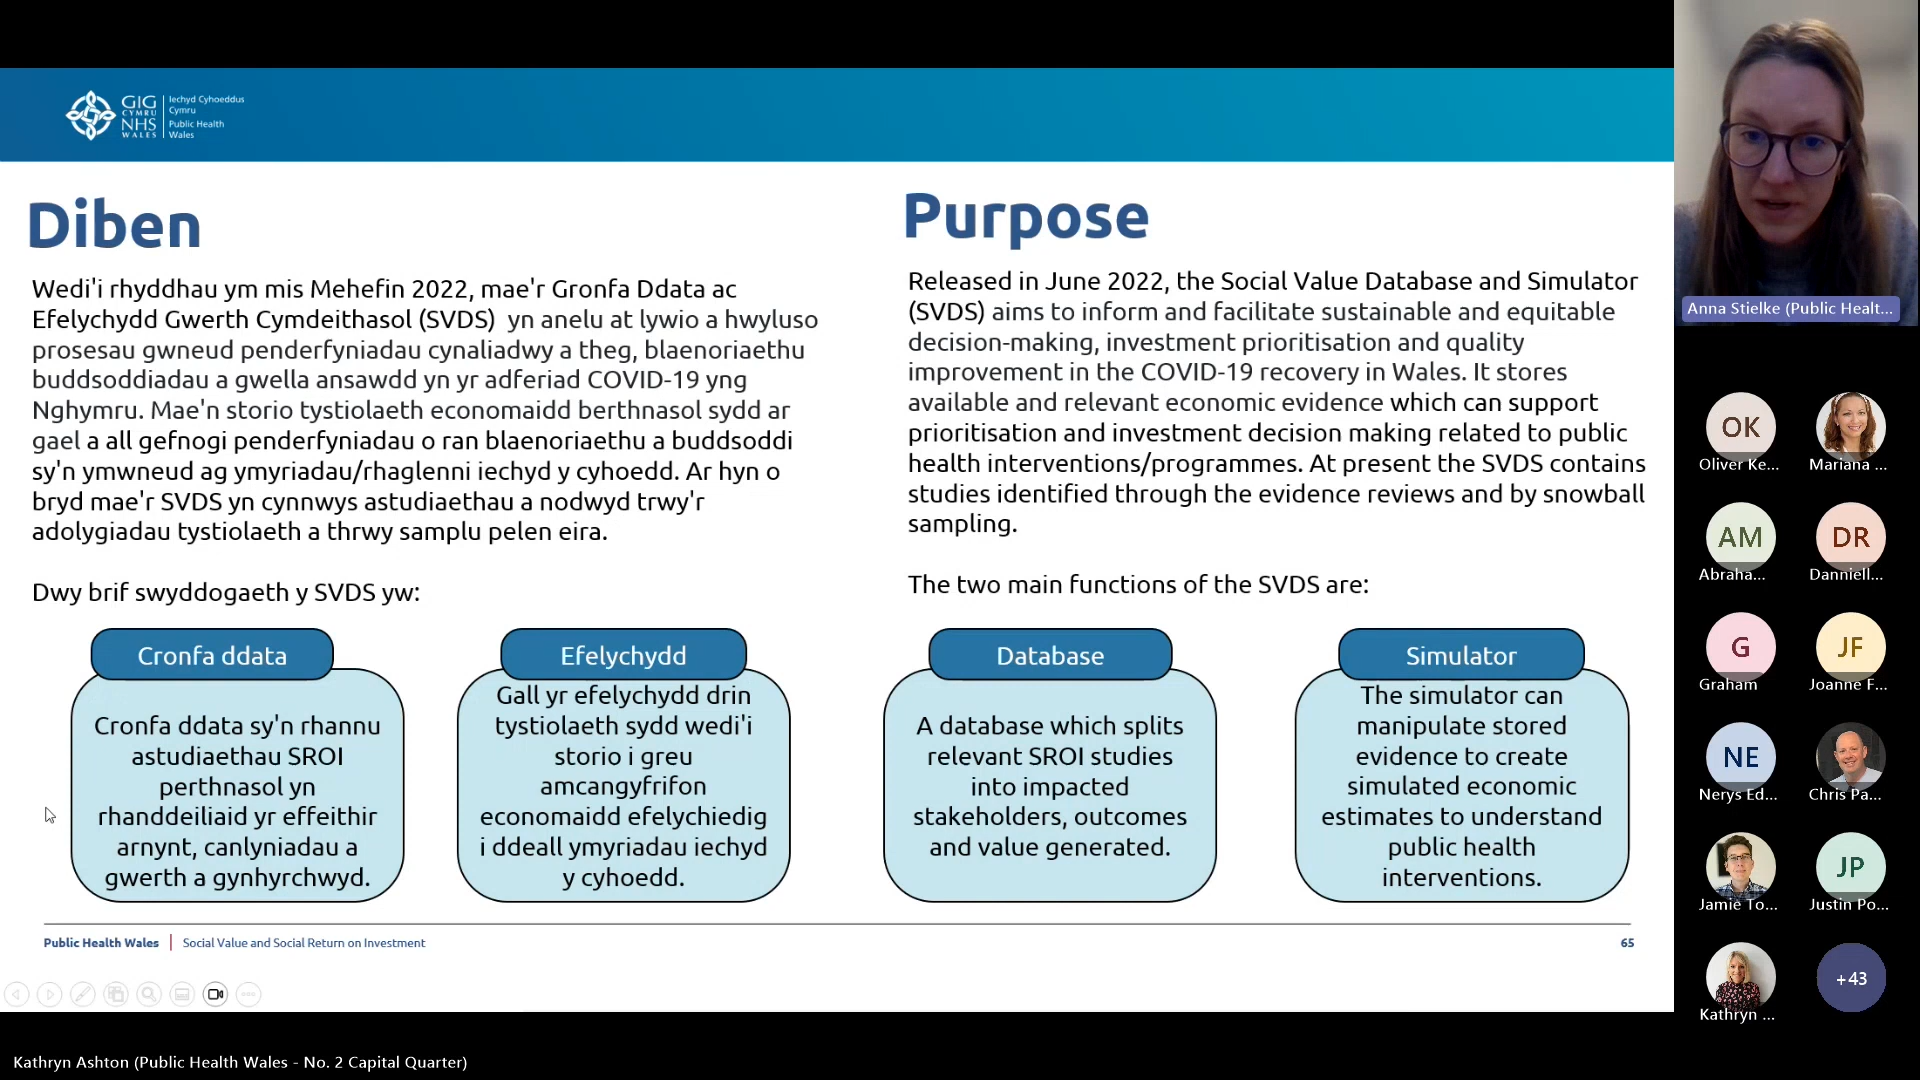 GIG
CYMRU
NHS
WALES
Iechyd Cyhoeddus
Cymru
Public Health
Wales
Diben
Wedi'i rhyddhau ym mis Mehefin 2022, mae'r Gronfa Ddata ac
Efelychydd Gwerth Cymdeithasol (SVDS) yn anelu at lywio a hwyluso
prosesau gwneud penderfyniadau cynaliadwy a theg, blaenoriaethu
buddsoddiadau a gwella ansawdd yn yr adferiad COVID-19 yng
Nghymru. Mae'n storio tystiolaeth economaidd berthnasol sydd ar
gael a all gefnogi penderfyniadau o ran blaenoriaethu a buddsoddi
sy'n ymwneud ag ymyriadau/rhaglenni iechyd y cyhoedd. Ar hyn o
bryd mae'r SVDS yn cynnwys astudiaethau a nodwyd trwy'r
adolygiadau tystiolaeth a thrwy samplu pelen eira.
Dwy brif swyddogaeth y SVDS yw:
Cronfa ddata
Cronfa ddata sy'n rhannu
astudiaethau SROI
perthnasol yn
rhanddeiliaid yr effeithir
arnynt, canlyniadau a
gwerth a gynhyrchwyd.
Efelychydd
Gall yr efelychydd drin
tystiolaeth sydd wedi'i
storio i greu
amcangyfrifon
economaidd efelychiedig
i ddeall ymyriadau iechyd
y cyhoedd.
Purpose
Released in June 2022, the Social Value Database and Simulator
(SVDS) aims to inform and facilitate sustainable and equitable
decision-making, investment prioritisation and quality
improvement in the COVID-19 recovery in Wales. It stores
available and relevant economic evidence which can support
prioritisation and investment decision making related to public
health interventions/programmes. At present the SVDS contains
studies identified through the evidence reviews and by snowball
sampling.
The two main functions of the SVDS are:
Database
A database which splits
relevant SROI studies
into impacted
stakeholders, outcomes
and value generated.
Simulator
The simulator can
manipulate stored
evidence to create
simulated economic
estimates to understand
public health
interventions.
Public Health Wales | Social Value and Social Return on Investment
65
Anna Stielke (Public Healt...
OK
Oliver Ke...
Mariana ...
AM
Abraha...
DR
Danniell...
G
Graham
JF
Joanne F...
NE
Nerys Ed...
Chris Pa...
Jamie To...
JP
Justin Po...
Kathryn ...
+43
Kathryn Ashton (Public Health Wales - No. 2 Capital Quarter)